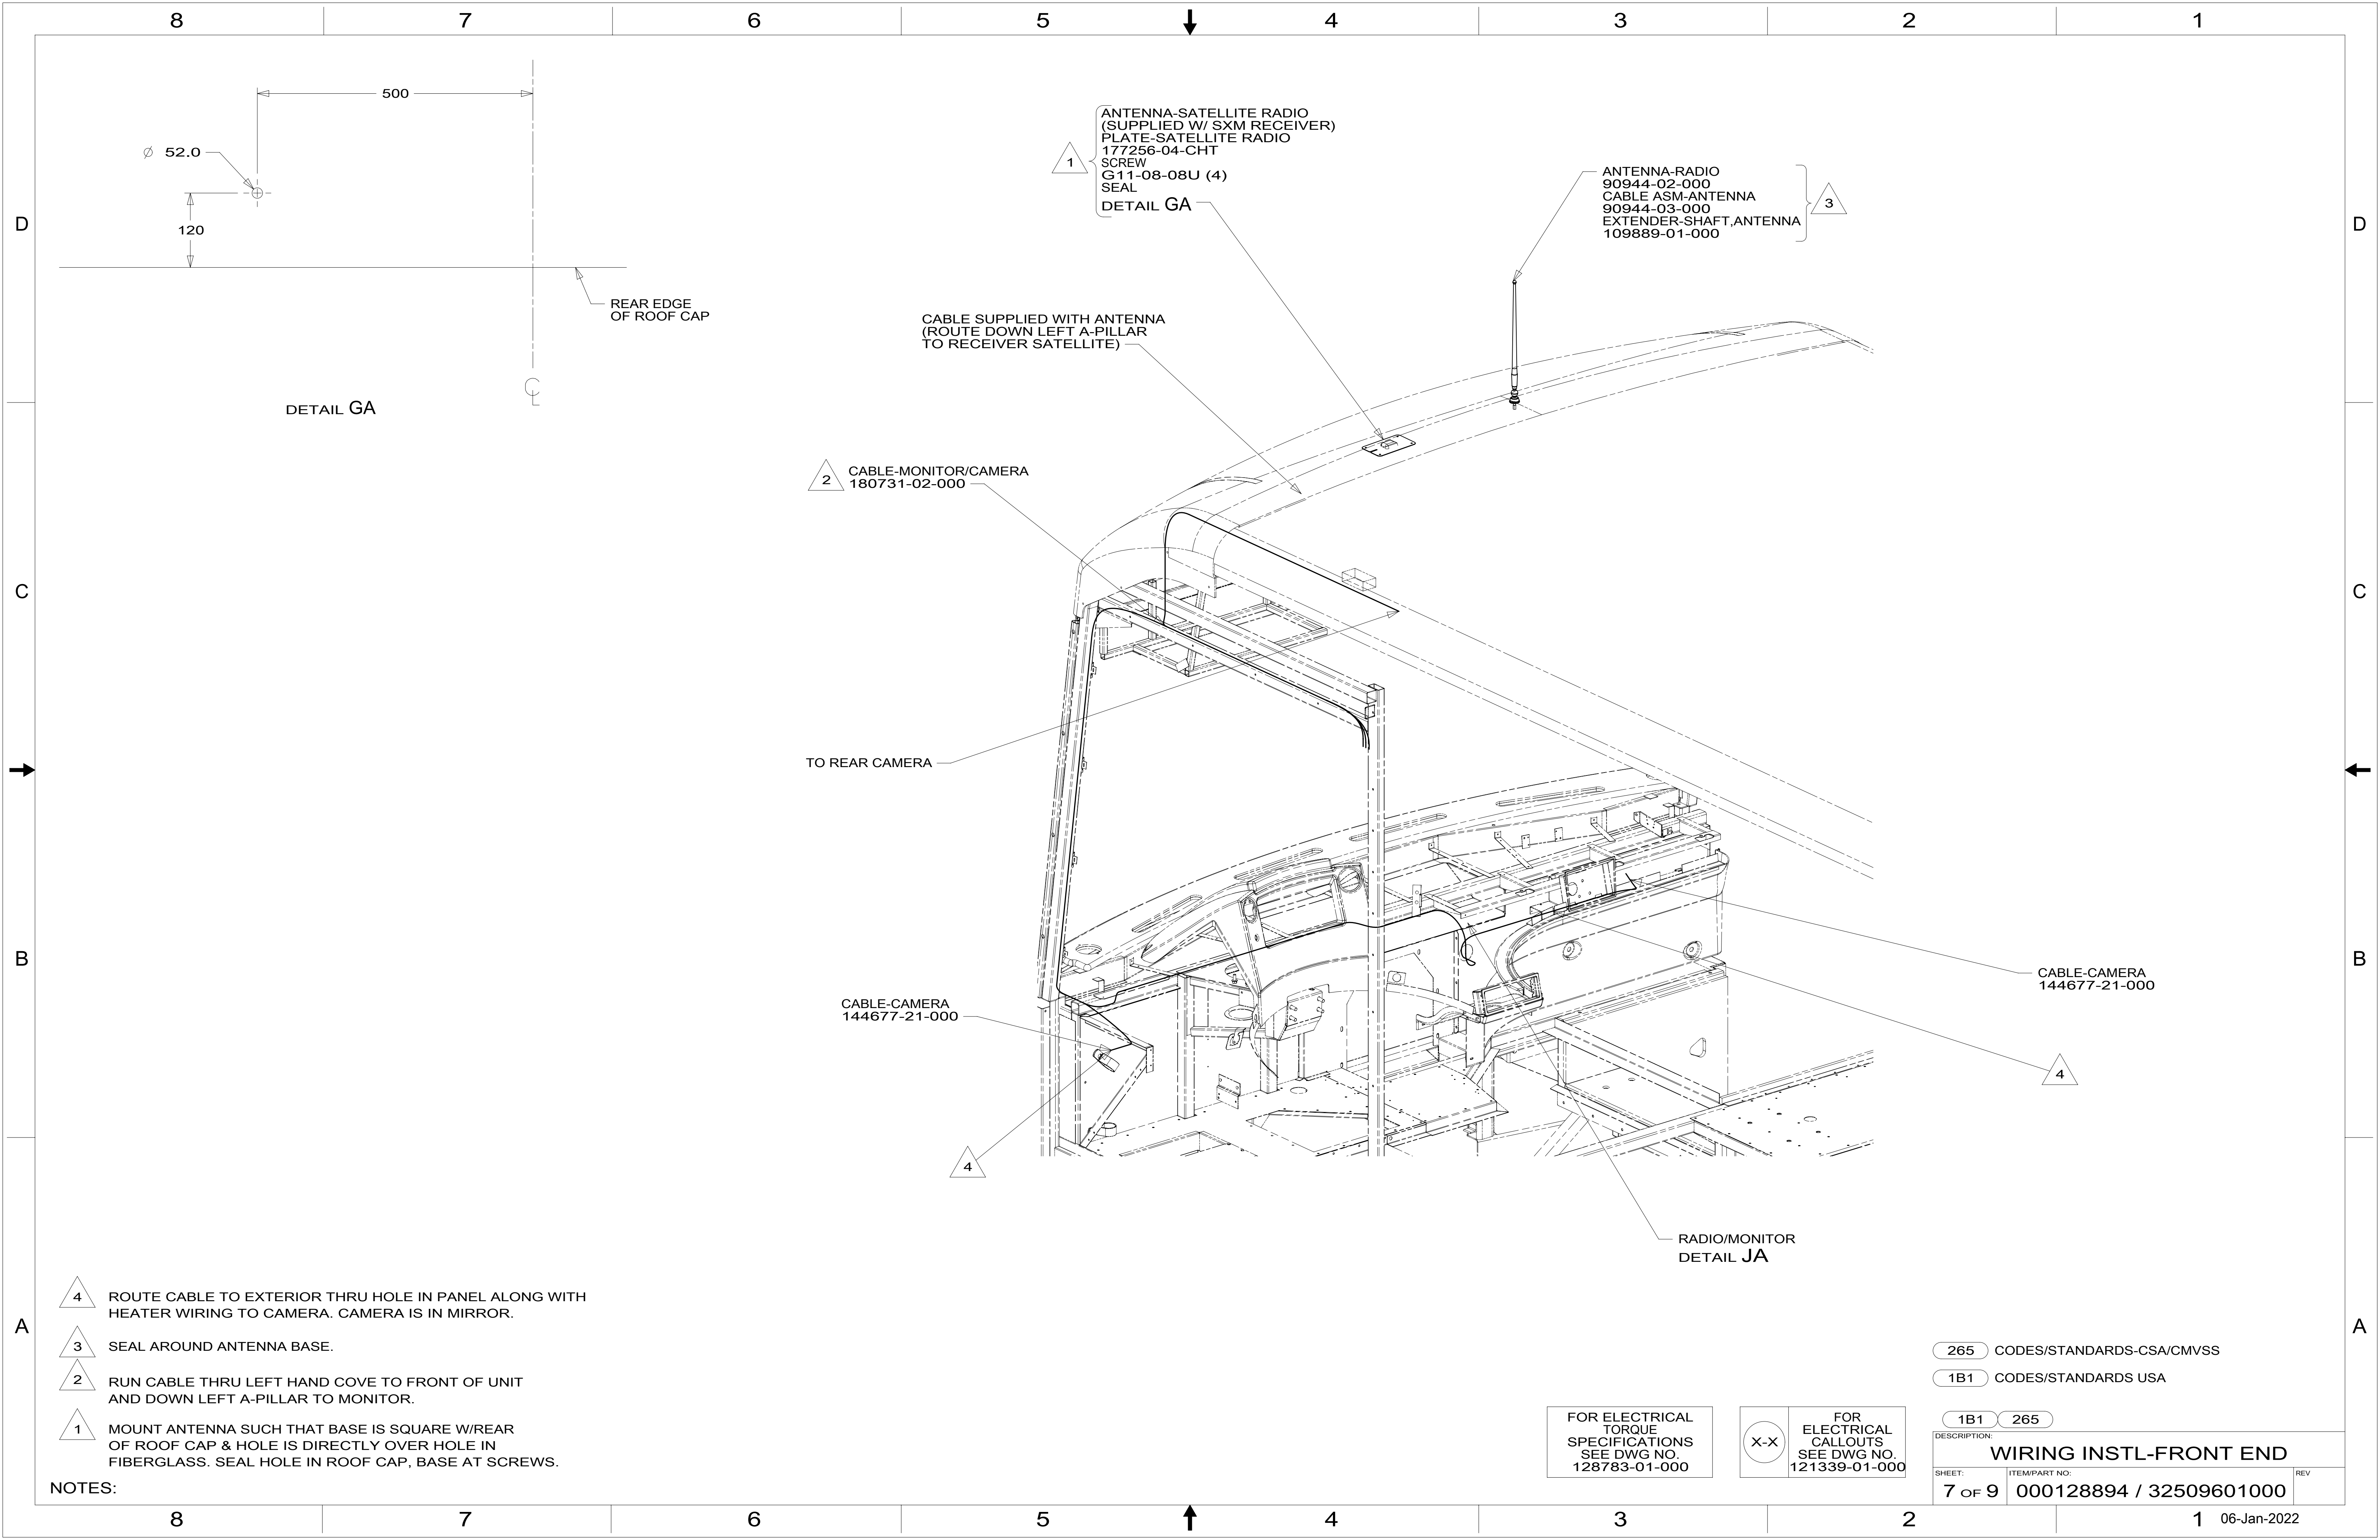 8 7 6 5 4 3 2 1
D
C
B
A
D
C
B
A
500
Ø 52.0
120
REAR EDGE
OF ROOF CAP
CL
DETAIL GA
1
ANTENNA-SATELLITE RADIO
(SUPPLIED W/ SXM RECEIVER)
PLATE-SATELLITE RADIO
177256-04-CHT
SCREW
G11-08-08U (4)
SEAL
DETAIL GA
ANTENNA-RADIO
90944-02-000
CABLE ASM-ANTENNA
90944-03-000
EXTENDER-SHAFT,ANTENNA
109889-01-000
3
CABLE SUPPLIED WITH ANTENNA
(ROUTE DOWN LEFT A-PILLAR
TO RECEIVER SATELLITE)
2
CABLE-MONITOR/CAMERA
180731-02-000
TO REAR CAMERA
CABLE-CAMERA
144677-21-000
4
CABLE-CAMERA
144677-21-000
4
RADIO/MONITOR
DETAIL JA
4 ROUTE CABLE TO EXTERIOR THRU HOLE IN PANEL ALONG WITH
HEATER WIRING TO CAMERA. CAMERA IS IN MIRROR.
3 SEAL AROUND ANTENNA BASE.
2 RUN CABLE THRU LEFT HAND COVE TO FRONT OF UNIT
AND DOWN LEFT A-PILLAR TO MONITOR.
1 MOUNT ANTENNA SUCH THAT BASE IS SQUARE W/REAR
OF ROOF CAP & HOLE IS DIRECTLY OVER HOLE IN
FIBERGLASS. SEAL HOLE IN ROOF CAP, BASE AT SCREWS.
NOTES:
FOR ELECTRICAL
TORQUE
SPECIFICATIONS
SEE DWG NO.
128783-01-000
X-X
FOR
ELECTRICAL
CALLOUTS
SEE DWG NO.
121339-01-000
265 CODES/STANDARDS-CSA/CMVSS
1B1 CODES/STANDARDS USA
1B1 265
DESCRIPTION:
WIRING INSTL-FRONT END
SHEET: ITEM/PART NO: REV
7 OF 9 000128894 / 32509601000
8 7 6 5 4 3 2 1
06-Jan-2022